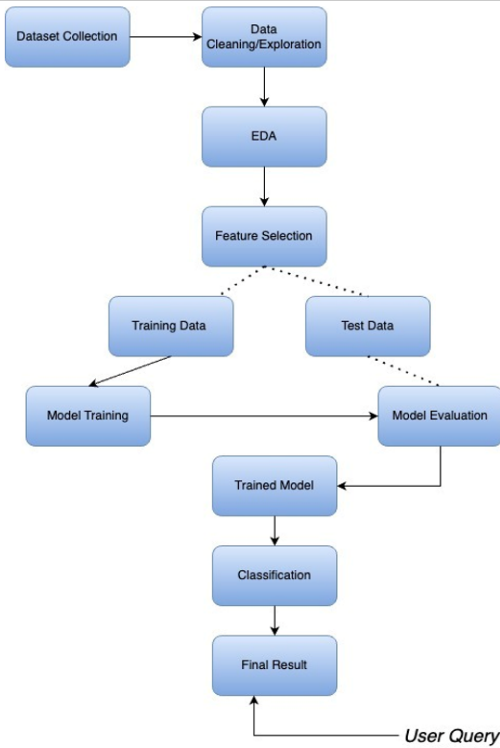 Dataset Collection
Data
Cleaning/Exploration
EDA
Feature Selection
Training Data
Test Data
Model Training
Model Evaluation
Trained Model
Classification
Final Result
User Query